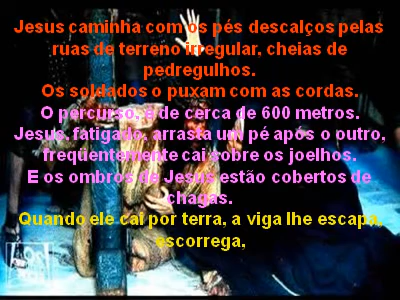 Jesus caminha com os pés descalços pelas
ruas de terreno irregular, cheias de
pedregulhos.
Os soldados o puxam com as cordas.
O percurso, é de cerca de 600 metros.
Jesus, fatigado, arrasta um pé após o outro,
freqüentemente cai sobre os joelhos.
E os ombros de Jesus estão cobertos de
chagas.
Quando ele cai por terra, a viga lhe escapa,
escorrega,